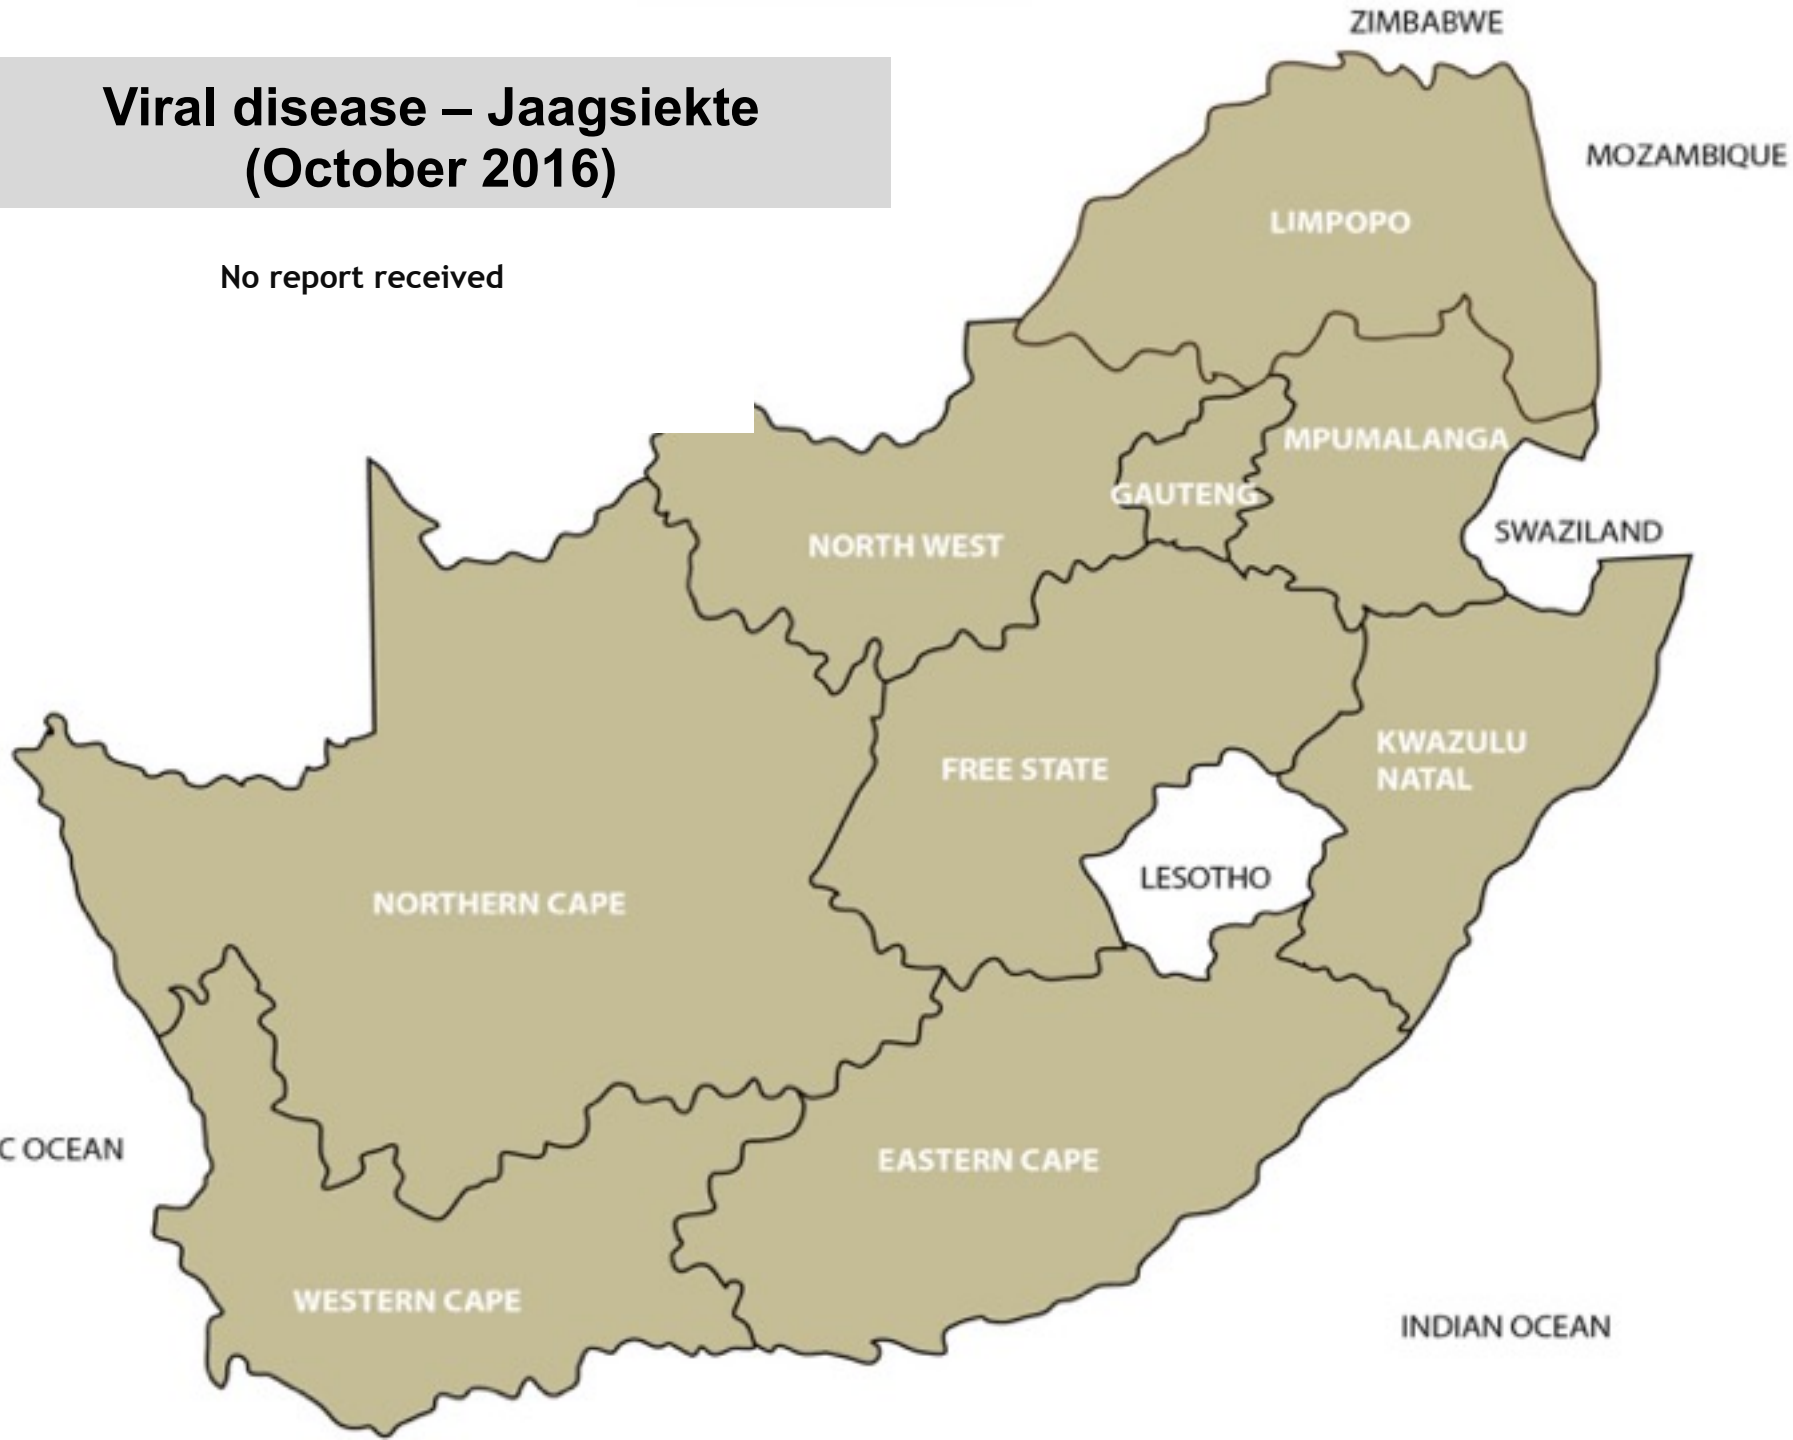 ZIMBABWE
Viral disease – Jaagsiekte
(October 2016)
MOZAMBIQUE
LIMPOPO
No report received
MPUMALANGA
GAUTENG
SWAZILAND
NORTH WEST
KWAZULU
NATAL
FREE STATE
LESOTHO
NORTHERN CAPE
C OCEAN
EASTERN CAPE
WESTERN CAPE
INDIAN OCEAN